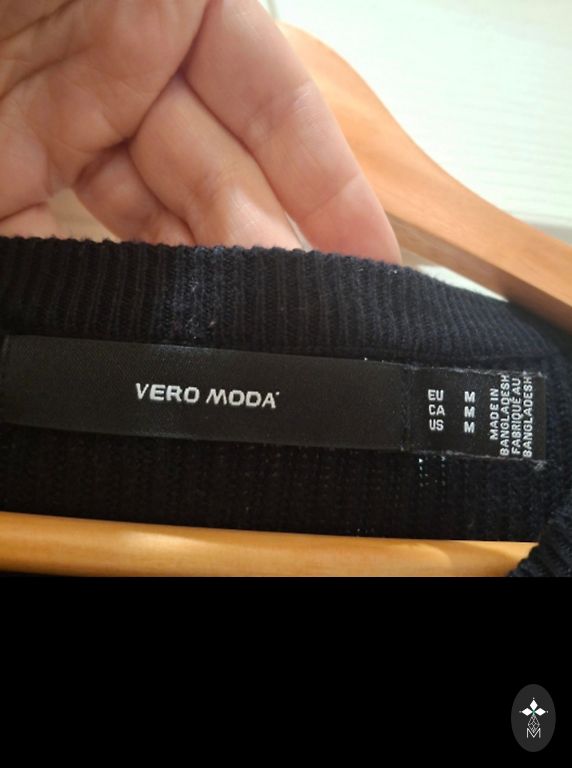 VERO MODA
EU M
CA M
US M
MADE IN
BANGLADESH
FABRIQUÉ AU
BANGLADESH